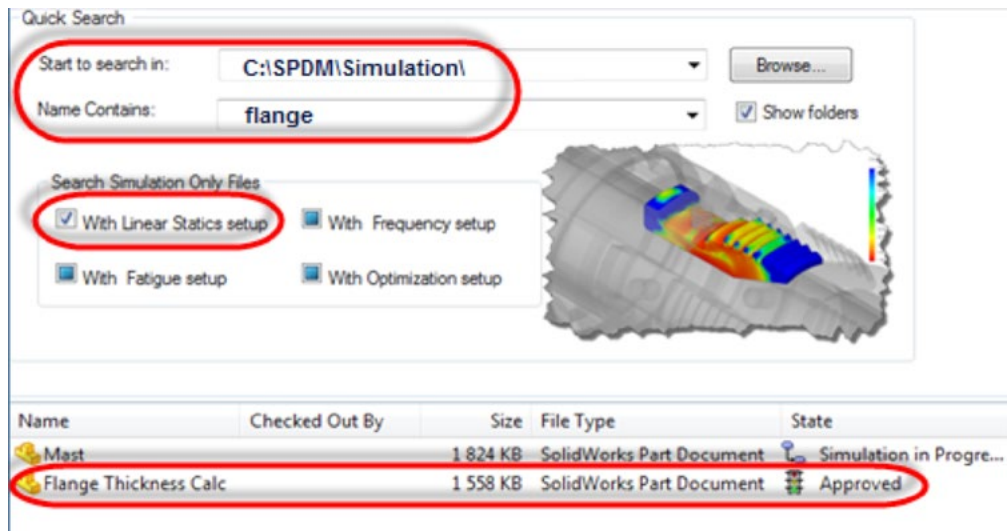 Quick Search
Start to search in: C:\SPDM\Simulation\ Browse...
Name Contains: flange Show folders
Search Simulation Only Files
With Linear Statics setup With Frequency setup
With Fatigue setup With Optimization setup
Name Checked Out By Size File Type State
Mast 1 824 KB SolidWorks Part Document Simulation in Progre...
Flange Thickness Calc 1 558 KB SolidWorks Part Document Approved